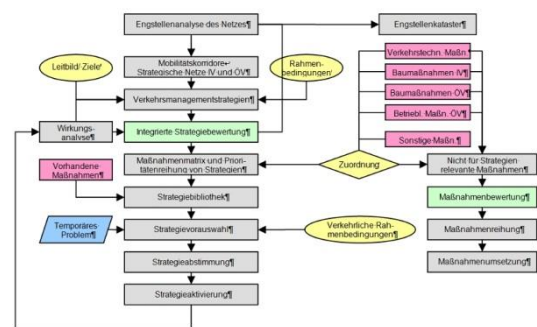 Engstellenanalyse des Netzes¶
Engstellenkataster¶
Leitbild/ Ziele
Mobilitätskorridore
Strategische Netze IV und ÖV¶
Rahmen-
bedingungen
Verkehrstechn. Maßn.¶
Baumaßnahmen IV¶
Baumaßnahmen ÖV¶
Betriebl. Maßn. ÖV¶
Sonstige Maßn.¶
Verkehrsmanagementstrategien¶
Wirkungs-
analyse¶
Integrierte Strategiebewertung¶
Vorhandene
Maßnahmen¶
Maßnahmenmatrix und Priori-
tätenreihung von Strategien¶
Zuordnung
Nicht für Strategien
relevante Maßnahmen¶
Strategiebibliothek¶
Maßnahmenbewertung¶
Temporäres
Problem¶
Strategievorauswahl¶
Verkehrliche Rah-
menbedingungen¶
Maßnahmenreihung¶
Strategieabstimmung¶
Maßnahmenumsetzung¶
Strategieaktivierung¶